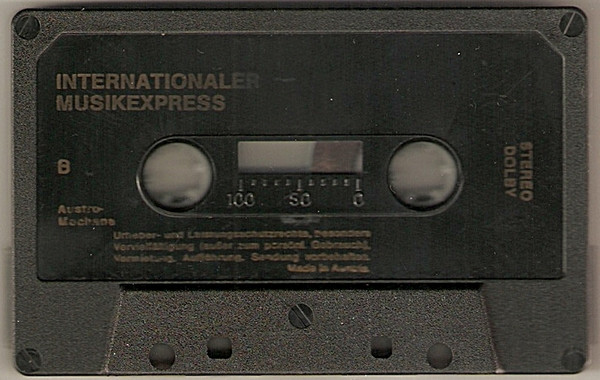 INTERNATIONALER
MUSIKEXPRESS
B
STEREO
DOLBY
100 50 0
Austro-
Mechana
Urheber- und Leistungsschutzrechte, besonders
Vervielfältigung (außer zum persönl. Gebrauch),
Vermietung, Aufführung, Sendung vorbehalten.
Made in Austria.